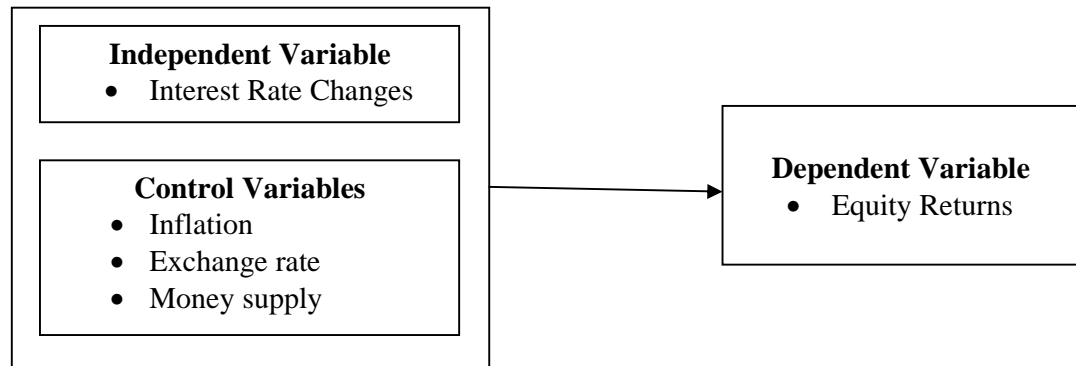 Independent Variable
• Interest Rate Changes
Control Variables
• Inflation
• Exchange rate
• Money supply
Dependent Variable
• Equity Returns